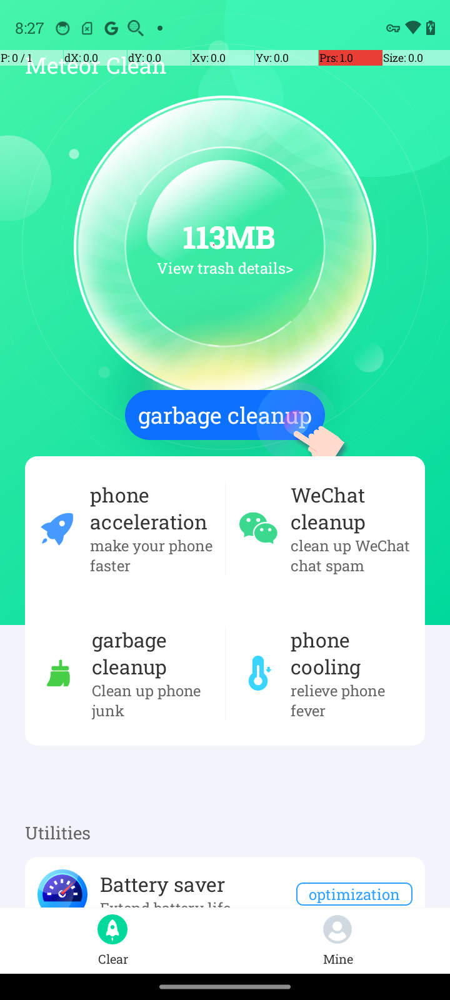 8:27
P: 0 / 1
dX: 0.0
dY: 0.0
Xv: 0.0
Yv: 0.0
Prs: 1.0
Size: 0.0
Meteor Clean
113MB
View trash details>
garbage cleanup
phone
acceleration
make your phone
faster
WeChat
cleanup
clean up WeChat
chat spam
garbage
cleanup
Clean up phone
junk
phone
cooling
relieve phone
fever
Utilities
Battery saver
optimization
Extend battery life
Clear
Mine